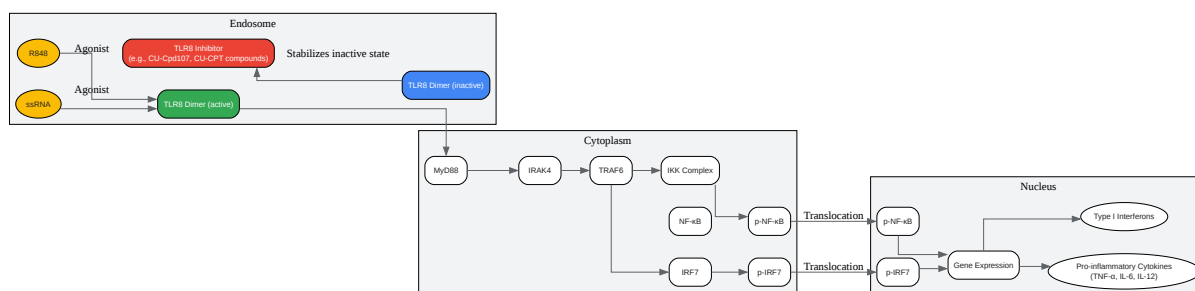 Endosome
R848
Agonist
TLR8 Inhibitor
(e.g., CU-Cpd107, CU-CPT compounds)
Stabilizes inactive state
TLR8 Dimer (inactive)
ssRNA
Agonist
TLR8 Dimer (active)
Cytoplasm
MyD88
IRAK4
TRAF6
IKK Complex
NF-κB
p-NF-κB
Translocation
IRF7
p-IRF7
Translocation
Nucleus
p-NF-κB
p-IRF7
Gene Expression
Type I Interferons
Pro-inflammatory Cytokines
(TNF-α, IL-6, IL-12)